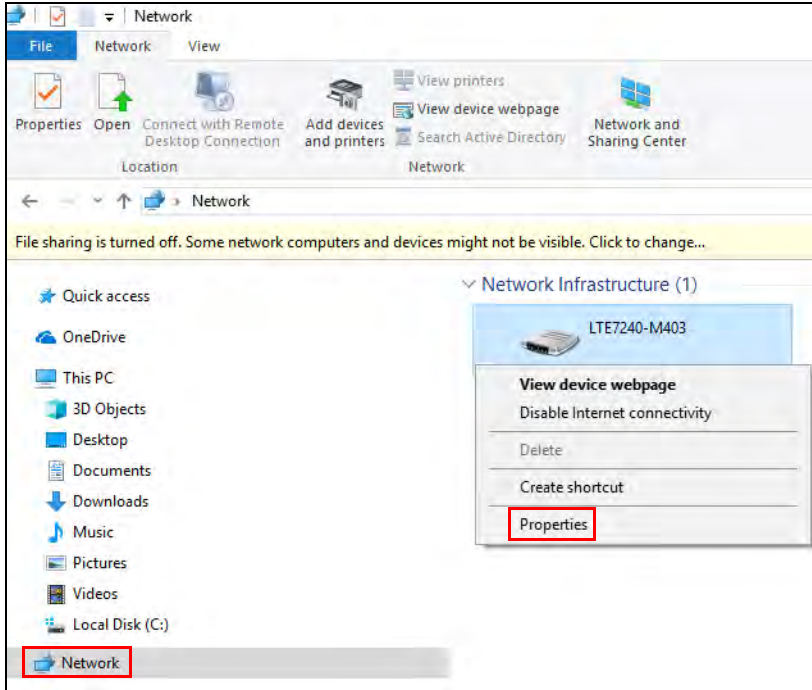 Network
File Network View
Properties Open Connect with Remote Desktop Connection Add devices and printers View printers
View device webpage
Search Active Directory
Network and Sharing Center
Location Network
Network
File sharing is turned off. Some network computers and devices might not be visible. Click to change...
Quick access
OneDrive
This PC
3D Objects
Desktop
Documents
Downloads
Music
Pictures
Videos
Local Disk (C:)
Network
Network Infrastructure (1)
LTE7240-M403
View device webpage
Disable Internet connectivity
Delete
Create shortcut
Properties